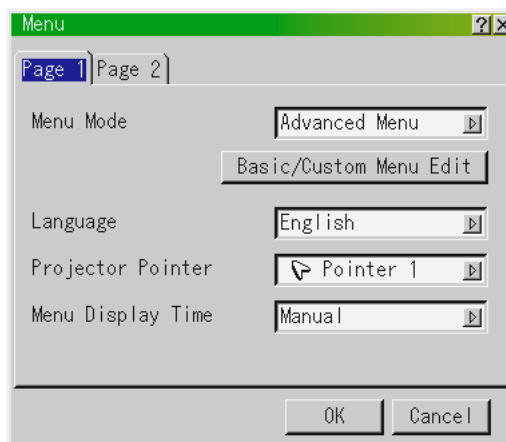 Menu ? ×
Page 1 Page 2
Menu Mode Advanced Menu
Basic/Custom Menu Edit
Language English
Projector Pointer Pointer 1
Menu Display Time Manual
OK Cancel